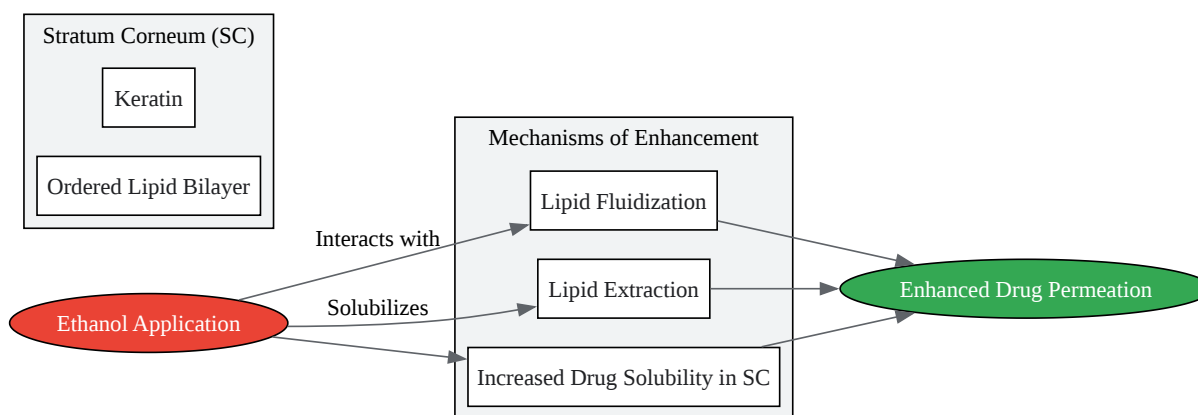 Stratum Corneum (SC)
Keratin
Ordered Lipid Bilayer
Mechanisms of Enhancement
Lipid Fluidization
Interacts with
Lipid Extraction
Enhanced Drug Permeation
Solubilizes
Ethanol Application
Increased Drug Solubility in SC